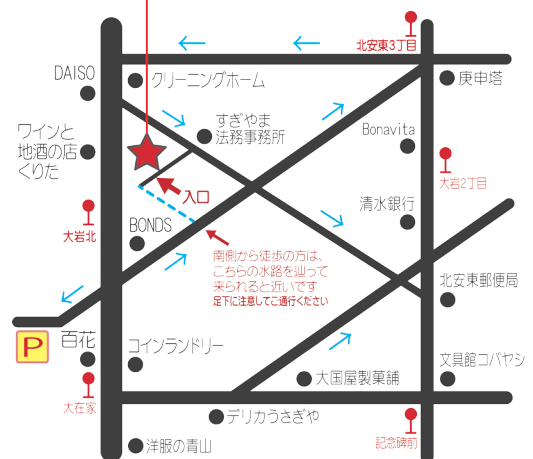 北安東3丁目
DAISO
クリーニングホーム
庚申塔
すぎやま
法務事務所
ワインと
地酒の店
くりた
Bonavita
大岩2丁目
入口
清水銀行
大岩北
BONDS
南側から徒歩の方は、
こちらの水路を辿って
来られると近いです
足下に注意してご通行ください
北安東郵便局
P
百花
コインランドリー
文具館コバヤシ
大国屋製菓舗
大在家
デリカうさぎや
記念碑前
洋服の青山